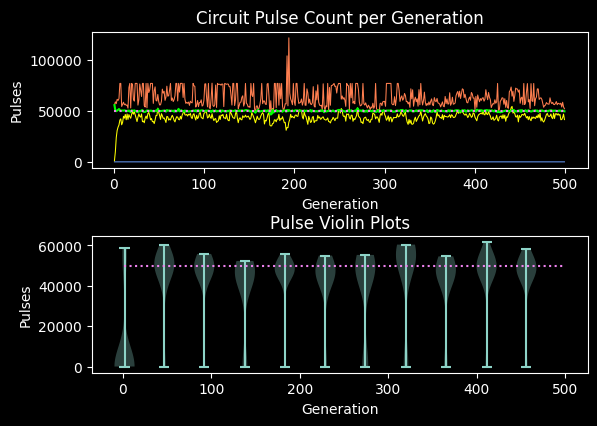 Circuit Pulse Count per Generation
Pulses
100000
50000
0
0 100 200 300 400 500
Generation
Pulse Violin Plots
Pulses
60000
40000
20000
0
0 100 200 300 400 500
Generation